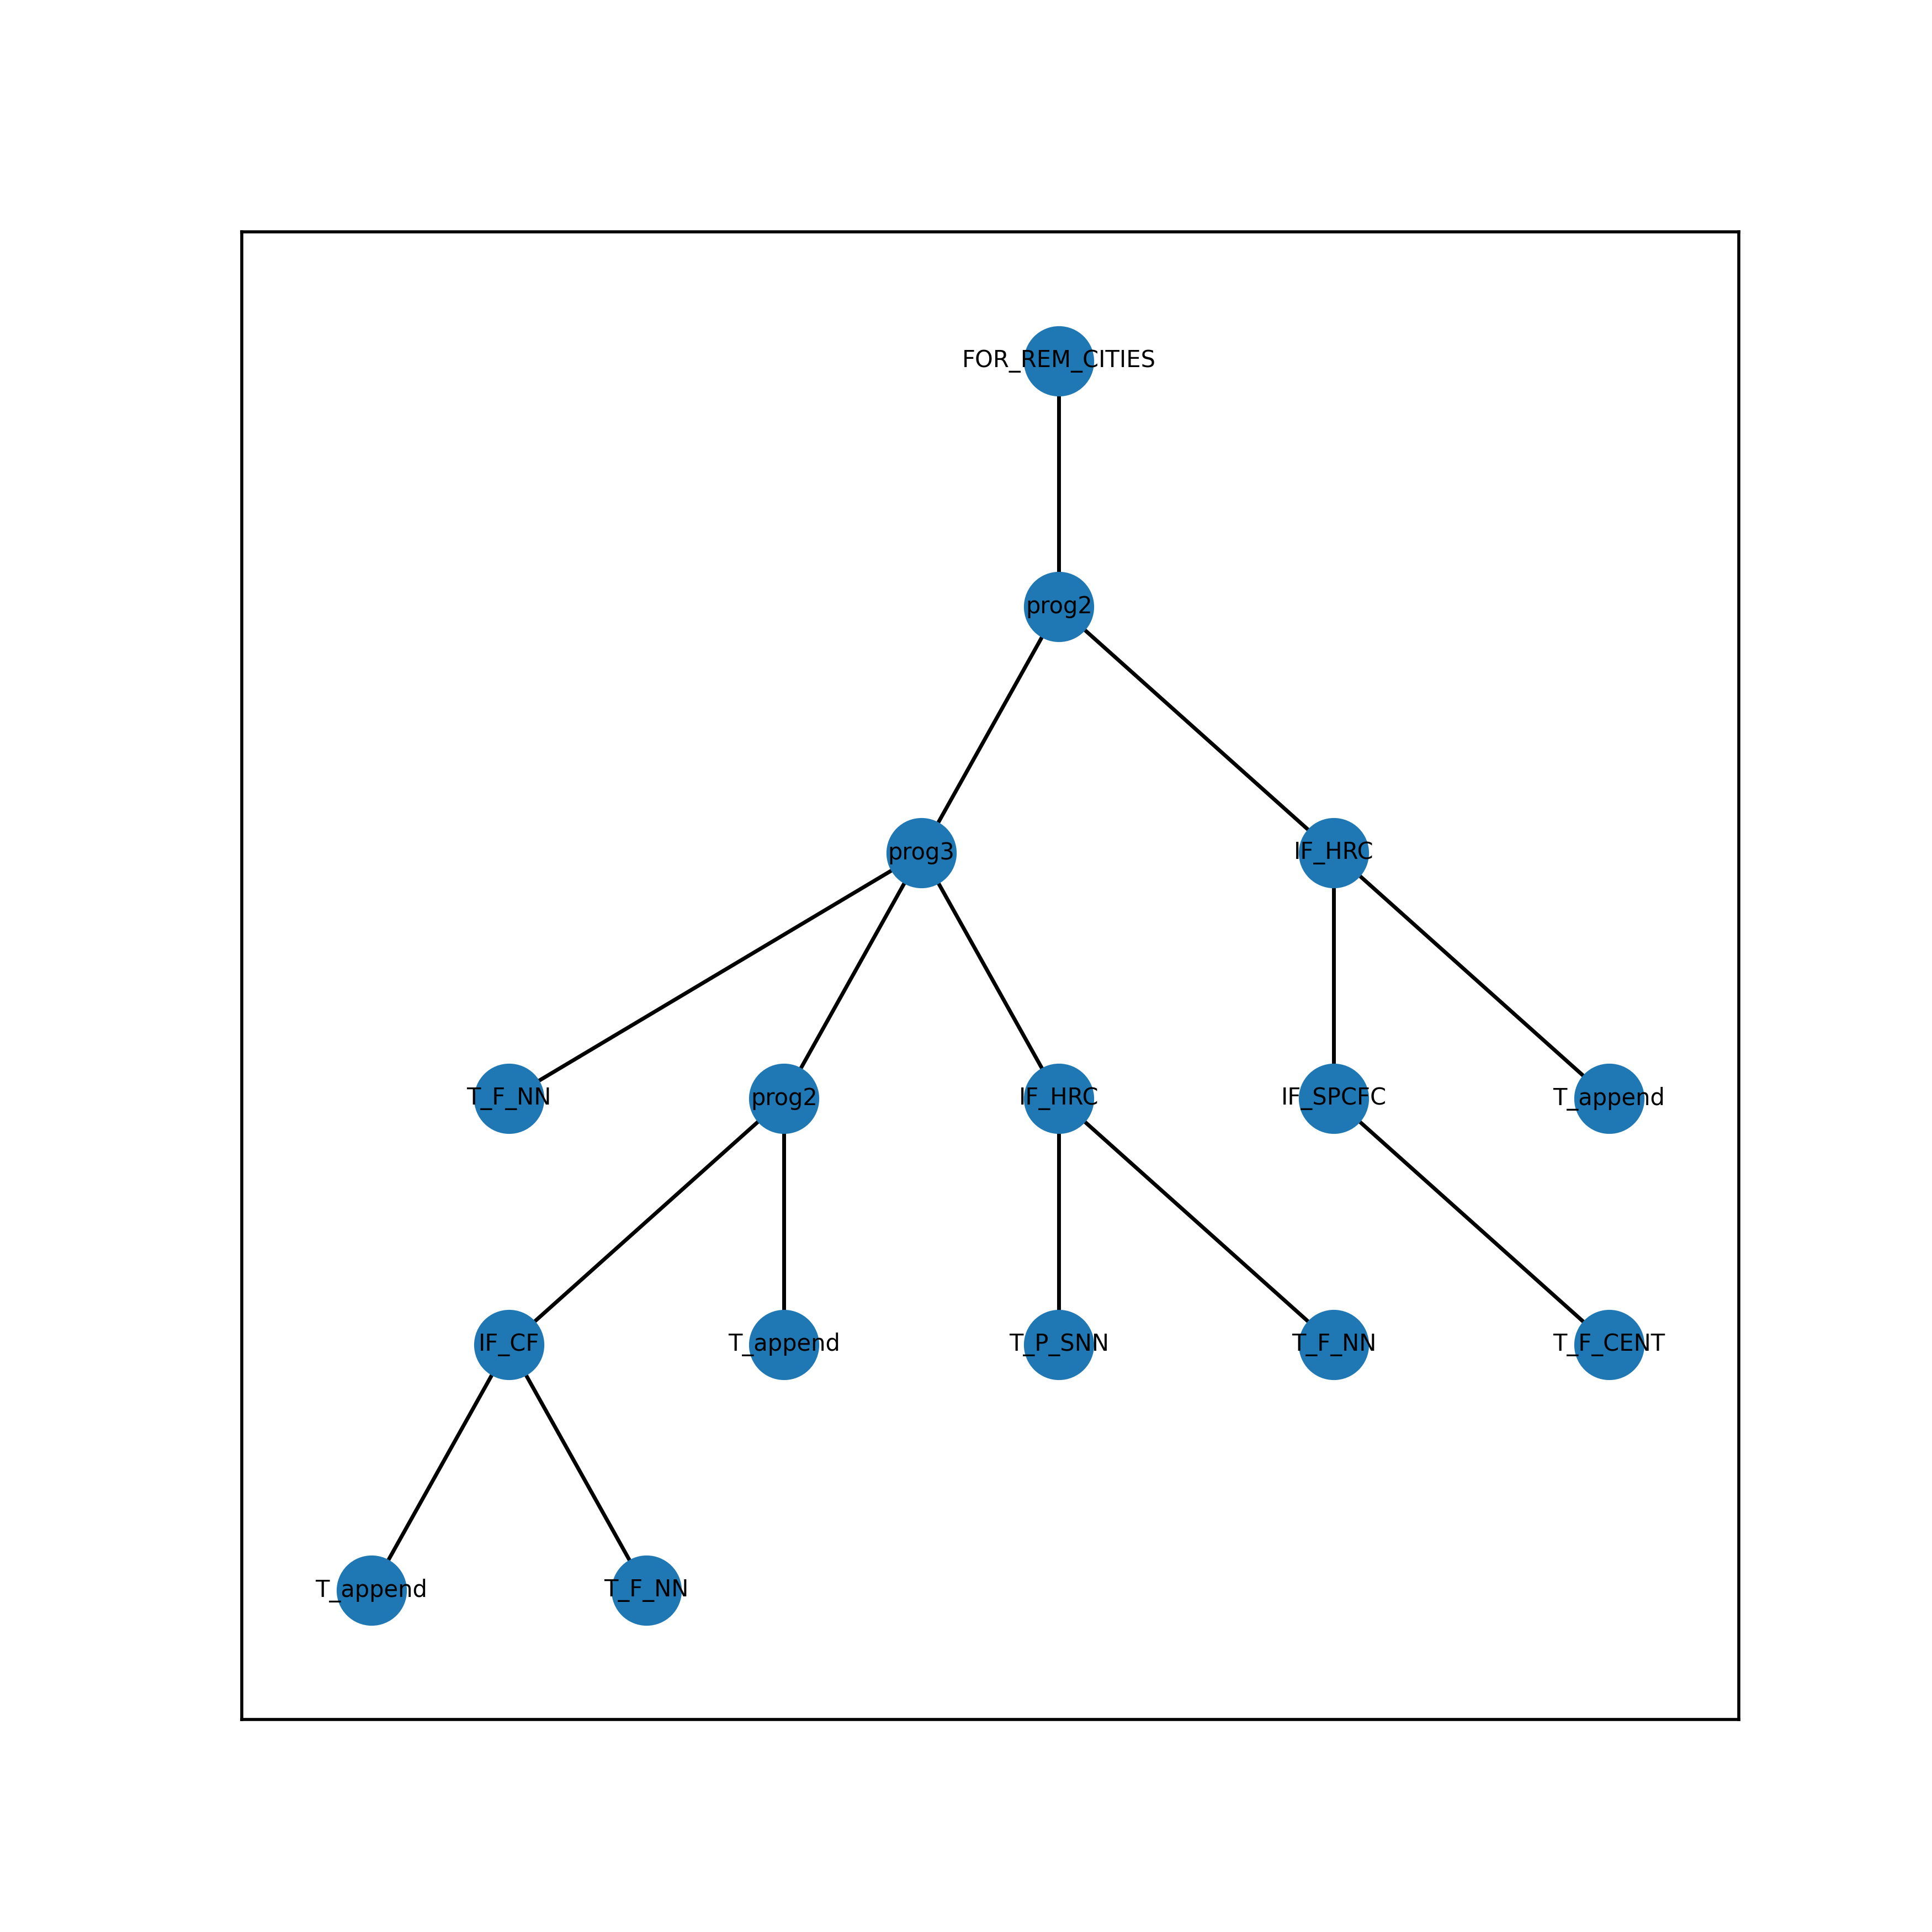 FOR_REM_CITIES
prog2
prog3
IF_HRC
T_F_NN
prog2
IF_HRC
IF_SPCFC
T_append
IF_CF
T_append
T_P_SNN
T_F_NN
T_F_CENT
T_append
T_F_NN